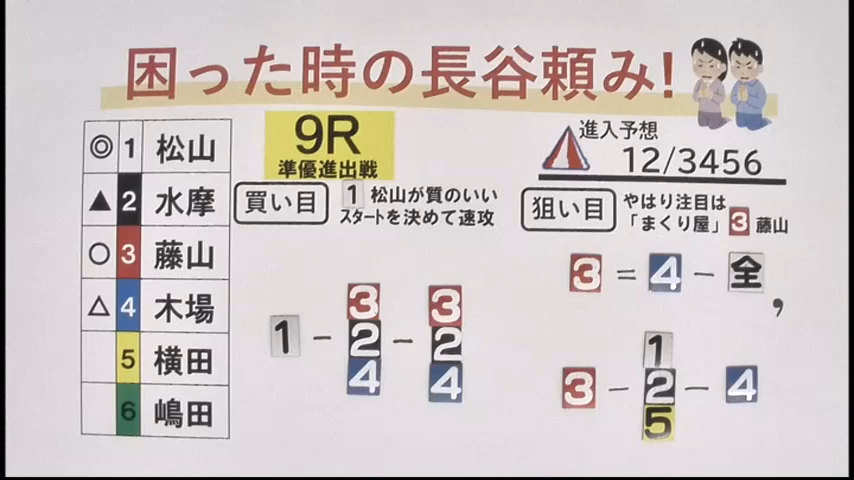 困った時の長谷頼み!
◎ 1 松山
▲ 2 水摩
○ 3 藤山
△ 4 木場
5 横田
6 嶋田
9R
準優進出戦
進入予想
12/3456
買い目
1 松山が質のいい
スタートを決めて速攻
1 - 3 2 4 - 3 2 4
狙い目
やはり注目は
「まくり屋」 3 藤山
3 = 4 - 全 ,
3 - 1 2 5 - 4